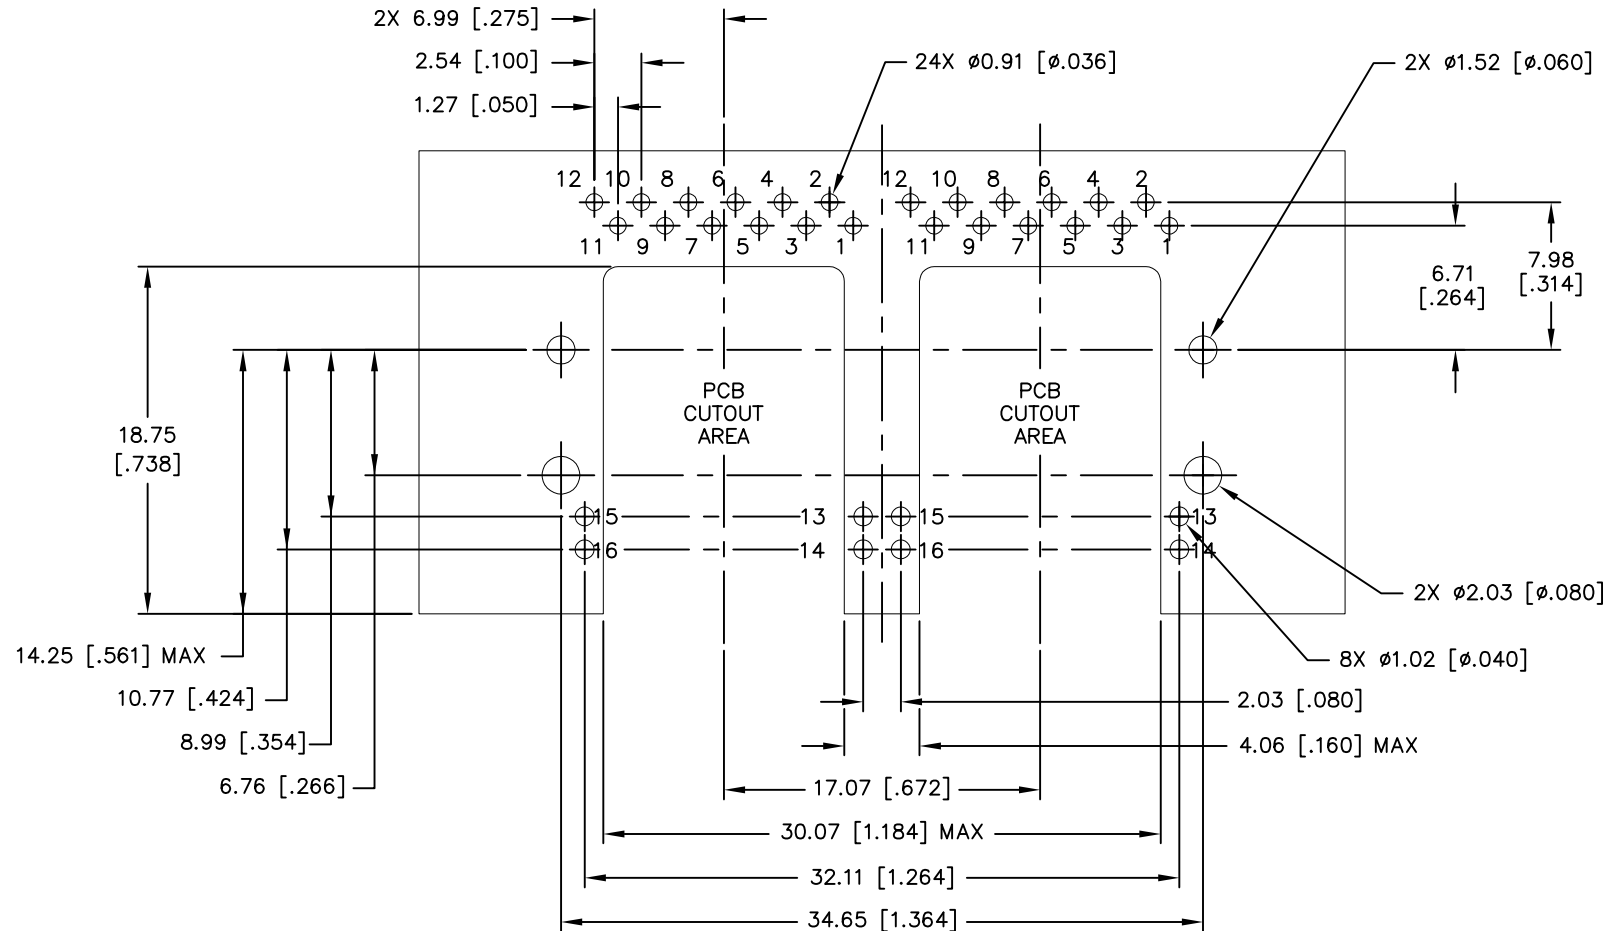 2X 6.99 [.275]
2.54 [.100]
24X ø0.91 [ø.036]
2X ø1.52 [ø.060]
1.27 [.050]
12 10 8 6 4 2 12 10 8 6 4 2
11 9 7 5 3 1 11 9 7 5 3 1
7.98
[.314]
6.71
[.264]
PCB
CUTOUT
AREA
PCB
CUTOUT
AREA
18.75
[.738]
15 13 15 13
16 14 16 14
2X ø2.03 [ø.080]
14.25 [.561] MAX
8X ø1.02 [ø.040]
10.77 [.424]
2.03 [.080]
8.99 [.354]
4.06 [.160] MAX
6.76 [.266]
17.07 [.672]
30.07 [1.184] MAX
32.11 [1.264]
34.65 [1.364]